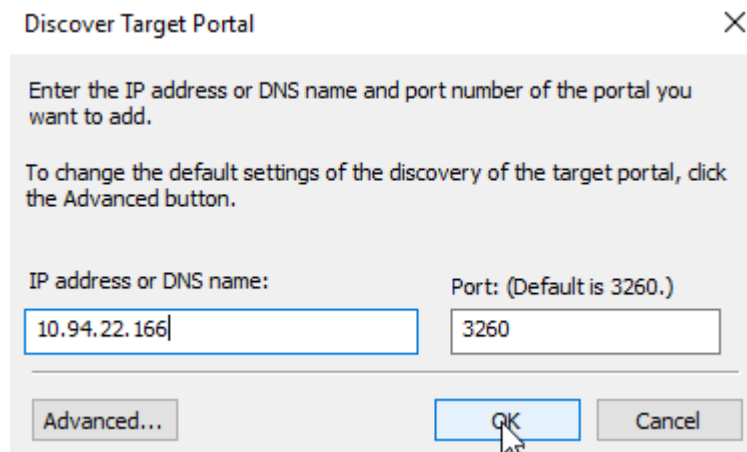 Discover Target Portal
Enter the IP address or DNS name and port number of the portal you
want to add.
To change the default settings of the discovery of the target portal, click
the Advanced button.
IP address or DNS name:
Port: (Default is 3260.)
10.94.22.166
3260
Advanced...
OK
Cancel